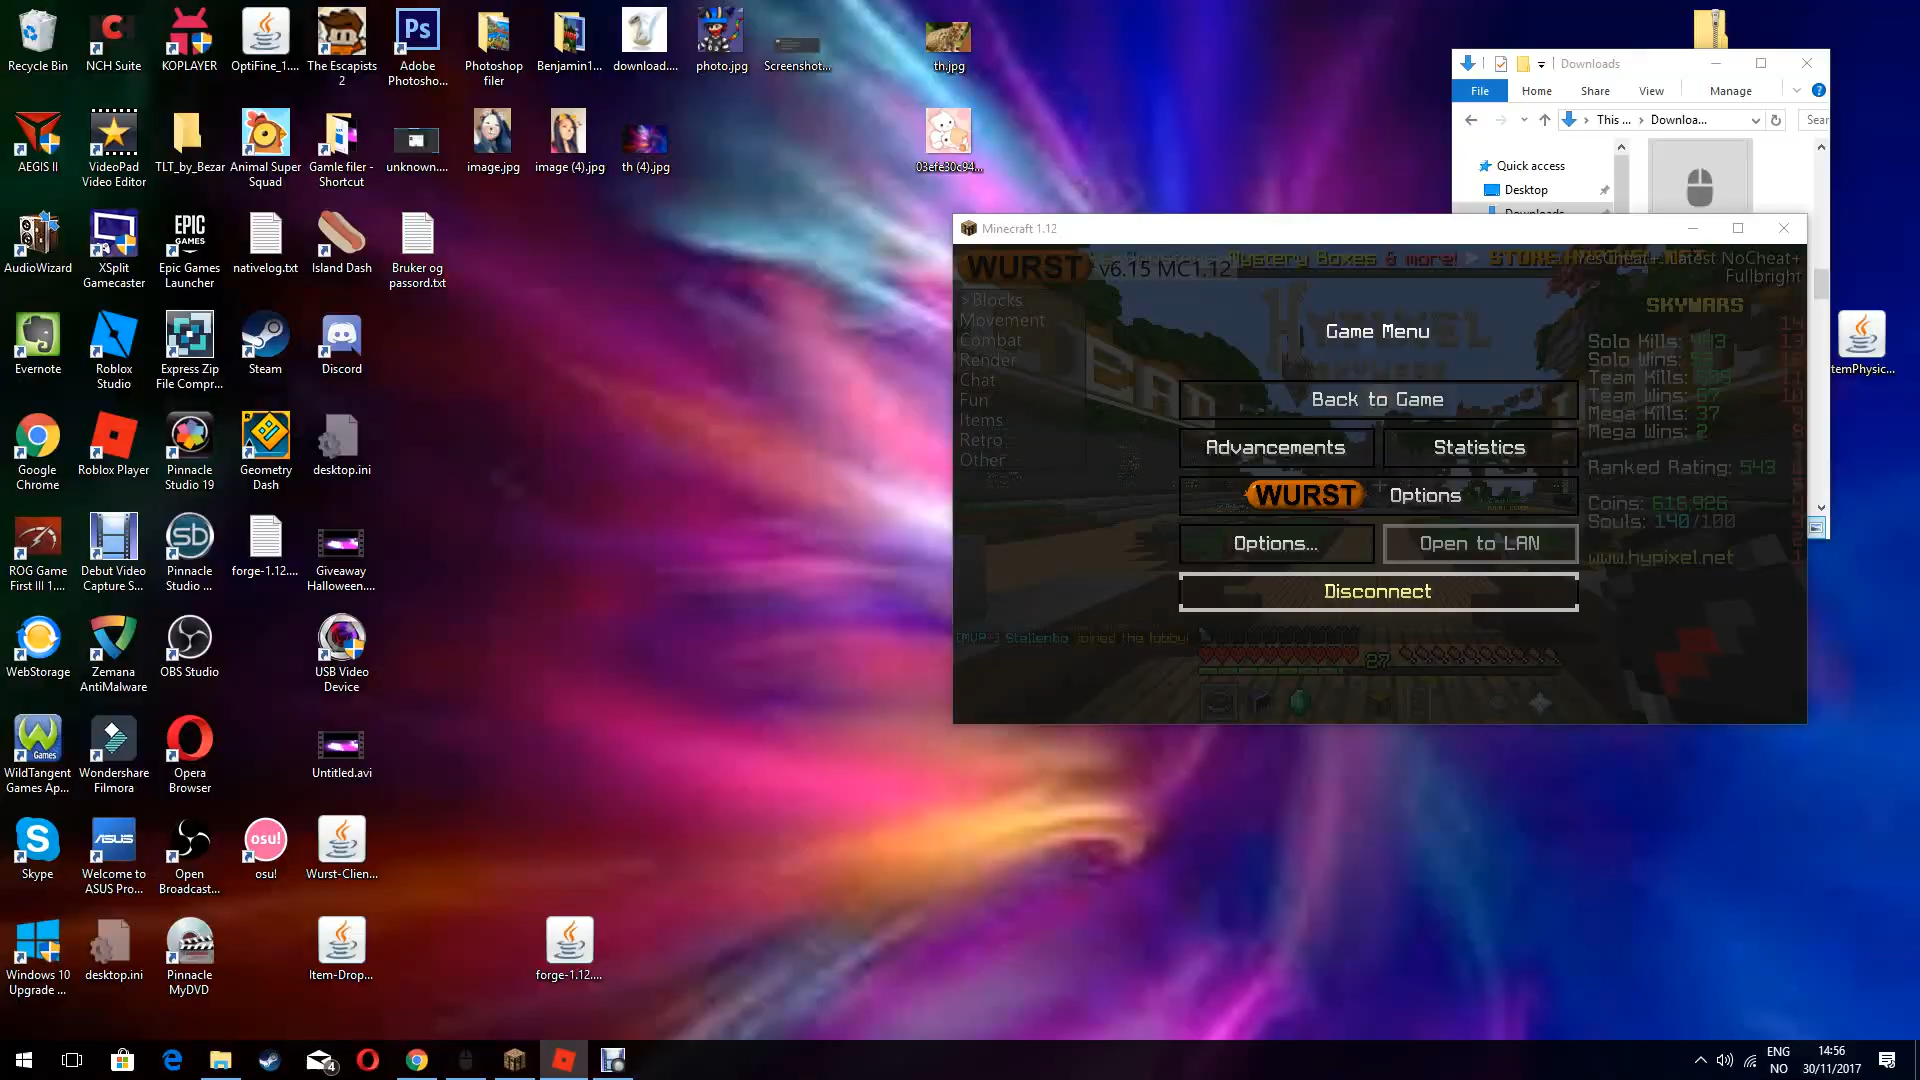 Recycle Bin
NCH Suite
KOPLAYER
OptiFine_1....
The Escapists
2
Adobe
Photosho...
Photoshop
filer
Benjamin1...
download....
photo.jpg
Screenshot...
th.jpg
AEGIS II
VideoPad
Video Editor
TLT_by_Bezar
Animal Super
Squad
Gamle filer -
Shortcut
unknown....
image.jpg
image (4).jpg
th (4).jpg
03efe30c94...
AudioWizard
XSplit
Gamecaster
EPIC
GAMES
Epic Games
Launcher
nativelog.txt
Island Dash
Bruker og
passord.txt
Evernote
Roblox
Studio
Express Zip
File Compr...
Steam
Discord
Google
Chrome
Roblox Player
Pinnacle
Studio 19
Geometry
Dash
desktop.ini
ROG Game
First III 1....
Debut Video
Capture S...
Pinnacle
Studio ...
forge-1.12....
Giveaway
Halloween....
WebStorage
Zemana
AntiMalware
OBS Studio
USB Video
Device
WildTangent
Games Ap...
Wondershare
Filmora
Opera
Browser
Untitled.avi
Skype
Welcome to
ASUS Pro...
Open
Broadcast...
osu!
Wurst-Clien...
Windows 10
Upgrade ...
desktop.ini
Pinnacle
MyDVD
Item-Drop...
forge-1.12....
Downloads
File
Home
Share
View
Manage
This ...
Downloa...
Sear
Quick access
Desktop
Downloads
temPhysic...
Minecraft 1.12
WURST v6.15 MC1.12
Mystery Boxes & more!
NoCheat+
Fullbright
>Blocks
Movement
Combat
Render
Chat
Fun
Items
Retro
Other
HYPIXEL
SKYWARS
Solo Kills:
Solo Wins:
Team Kills:
Team Wins: 67
Mega Kills: 37
Mega Wins: 2
Ranked Rating: 543
Coins: 616,926
Souls: 140/100
www.hypixel.net
Game Menu
Back to Game
Advancements
Statistics
WURST Options
Options...
Open to LAN
Disconnect
joined the lobby!
27
4
ENG
NO
14:56
30/11/2017